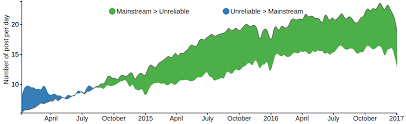 Mainstream > Unreliable
Unreliable > Mainstream
Number of post per day
20
15
10
April
July
October
2015
April
July
October
2016
April
July
October
2017